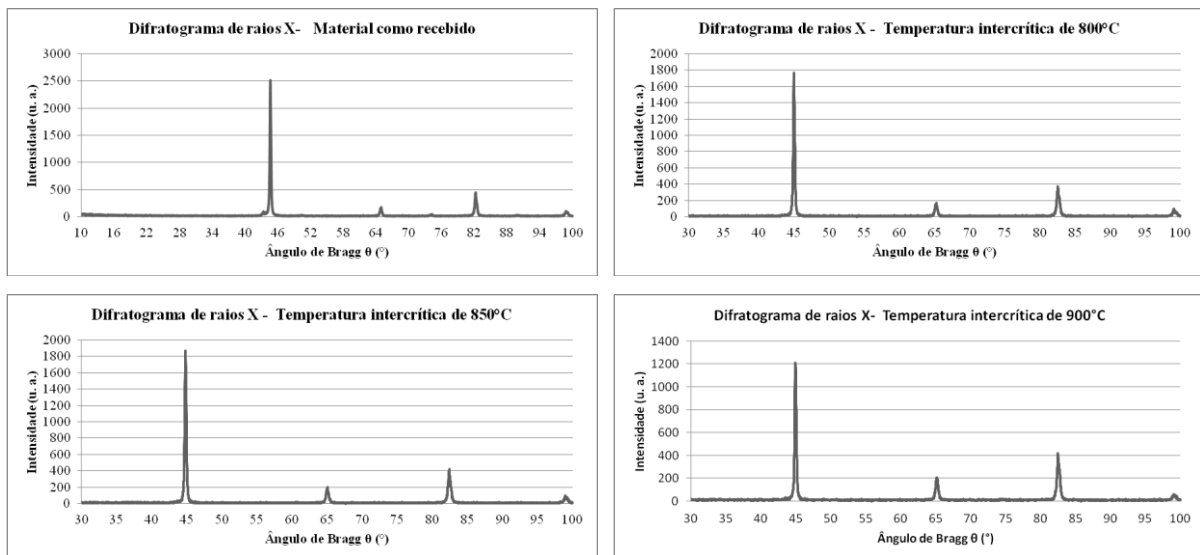 Difratograma de raios X- Material como recebido
Intensidade (u. a.)
3000
2500
2000
1500
1000
500
0
10 16 22 28 34 40 46 52 58 64 70 76 82 88 94 100
Ângulo de Bragg θ (°)
Difratograma de raios X - Temperatura intercrítica de 800°C
Intensidade (u. a.)
2000
1800
1600
1400
1200
1000
800
600
400
200
0
30 35 40 45 50 55 60 65 70 75 80 85 90 95 100
Ângulo de Bragg θ (°)
Difratograma de raios X - Temperatura intercrítica de 850°C
Intensidade (u. a.)
2000
1800
1600
1400
1200
1000
800
600
400
200
0
30 35 40 45 50 55 60 65 70 75 80 85 90 95 100
Ângulo de Bragg θ (°)
Difratograma de raios X- Temperatura intercrítica de 900°C
Intensidade (u. a.)
1400
1200
1000
800
600
400
200
0
30 35 40 45 50 55 60 65 70 75 80 85 90 95 100
Ângulo de Bragg θ (°)